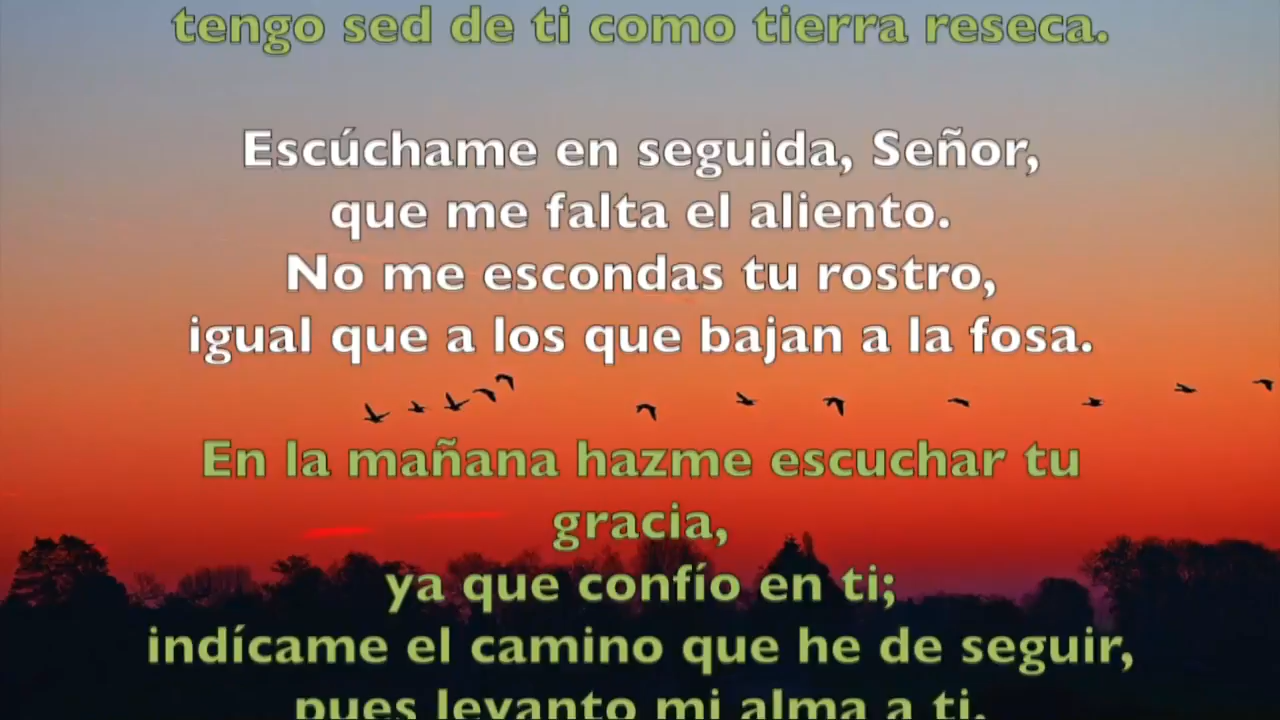 tengo sed de ti como tierra reseca.
Escúchame en seguida, Señor,
que me falta el aliento.
No me escondas tu rostro,
igual que a los que bajan a la fosa.
En la mañana hazme escuchar tu
gracia,
ya que confío en ti;
indícame el camino que he de seguir,
pues levanto mi alma a ti.